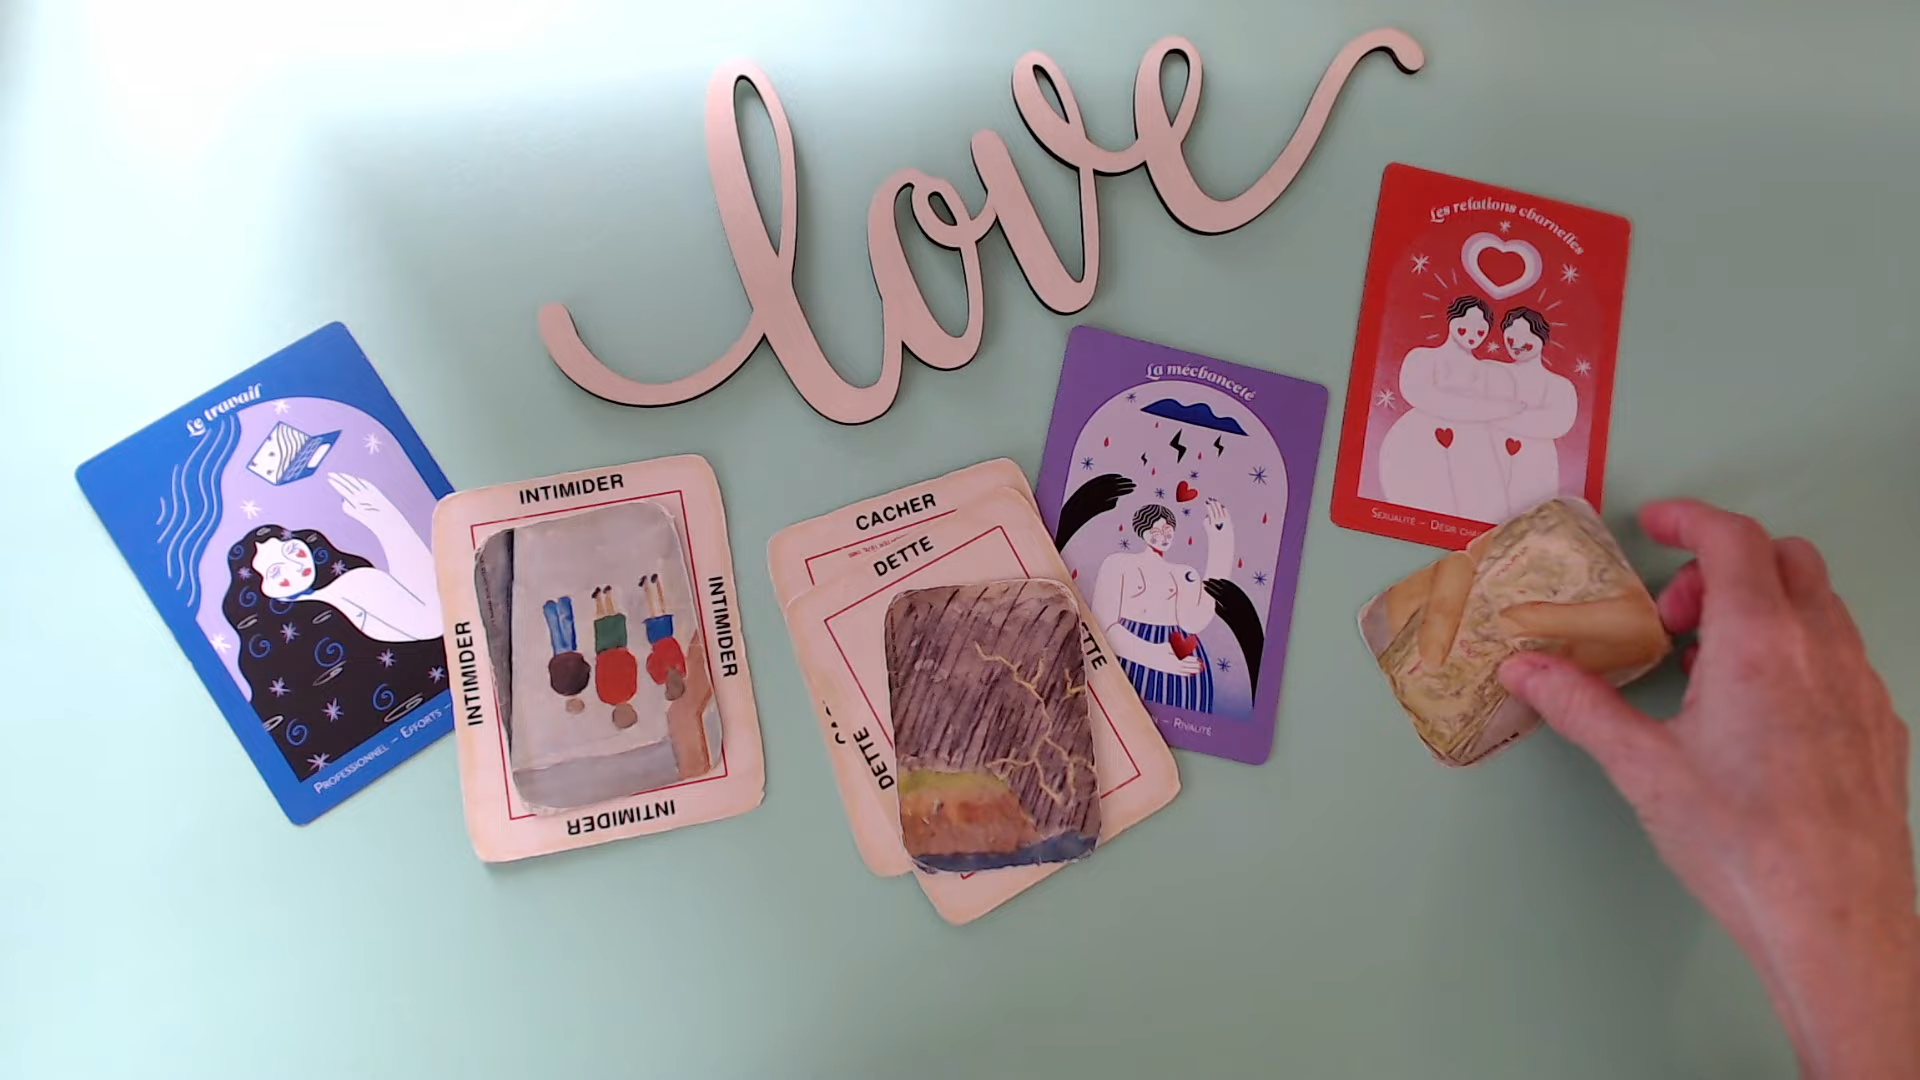 love
Les relations charnelles
SEXUALITÉ – DÉSIR CHA
La méchanceté
RIVALITÉ
Le travail
PROFESSIONNEL – EFFORTS –
INTIMIDER
INTIMIDER
INTIMIDER
INTIMIDER
CACHER
DETTE
DETTE